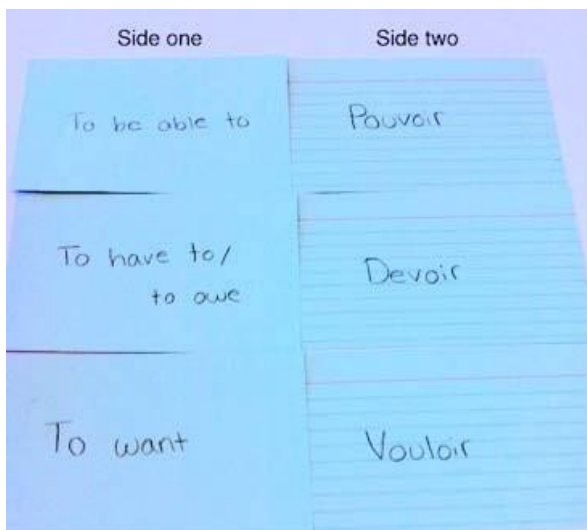 Side one
Side two
To be able to
Pouvoir
To have to/
to owe
Devoir
To want
Vouloir